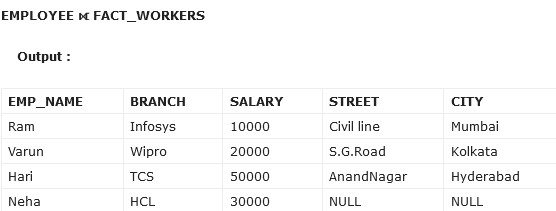 EMPLOYEE ⋊ FACT_WORKERS
Output :
EMP_NAME BRANCH SALARY STREET CITY
Ram Infosys 10000 Civil line Mumbai
Varun Wipro 20000 S.G.Road Kolkata
Hari TCS 50000 AnandNagar Hyderabad
Neha HCL 30000 NULL NULL